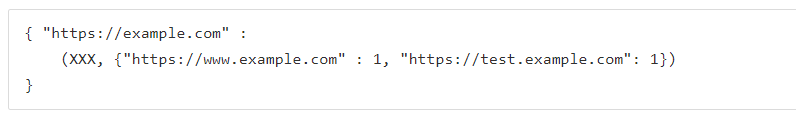 { "https://example.com" :
(XXX, {"https://www.example.com" : 1, "https://test.example.com": 1})
}